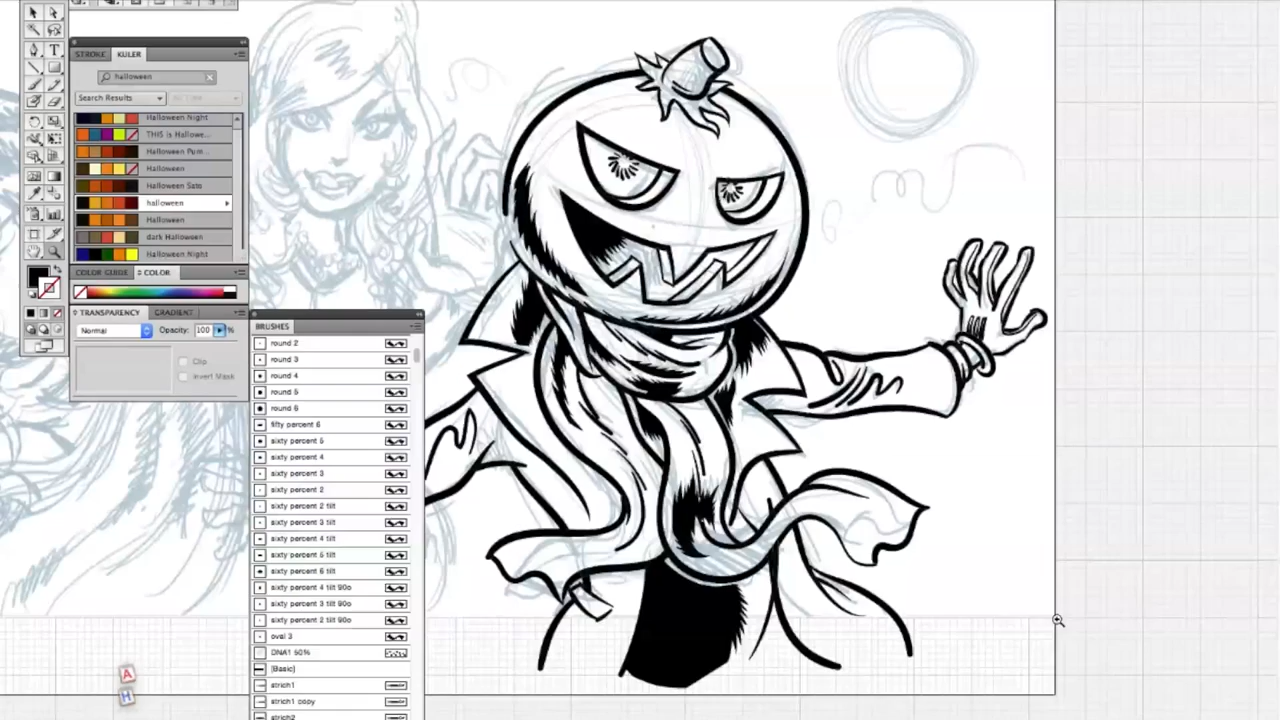 T
STROKE KULER
halloween
Search Results
Halloween Night
THIS is Hallowe...
Halloween Pum...
Halloween
Halloween Sato
halloween
Halloween
dark Halloween
Halloween Night
COLOR GUIDE COLOR
TRANSPARENCY GRADIENT
Normal Opacity: 100 %
Clip
Invert Mask
BRUSHES
round 2
round 3
round 4
round 5
round 6
fifty percent 6
sixty percent 5
sixty percent 4
sixty percent 3
sixty percent 2
sixty percent 2 tilt
sixty percent 3 tilt
sixty percent 4 tilt
sixty percent 5 tilt
sixty percent 6 tilt
sixty percent 4 tilt 90o
sixty percent 3 tilt 90o
sixty percent 2 tilt 90o
oval 3
DNA1 50%
[Basic]
strich1
strich1 copy
strich2
A
H